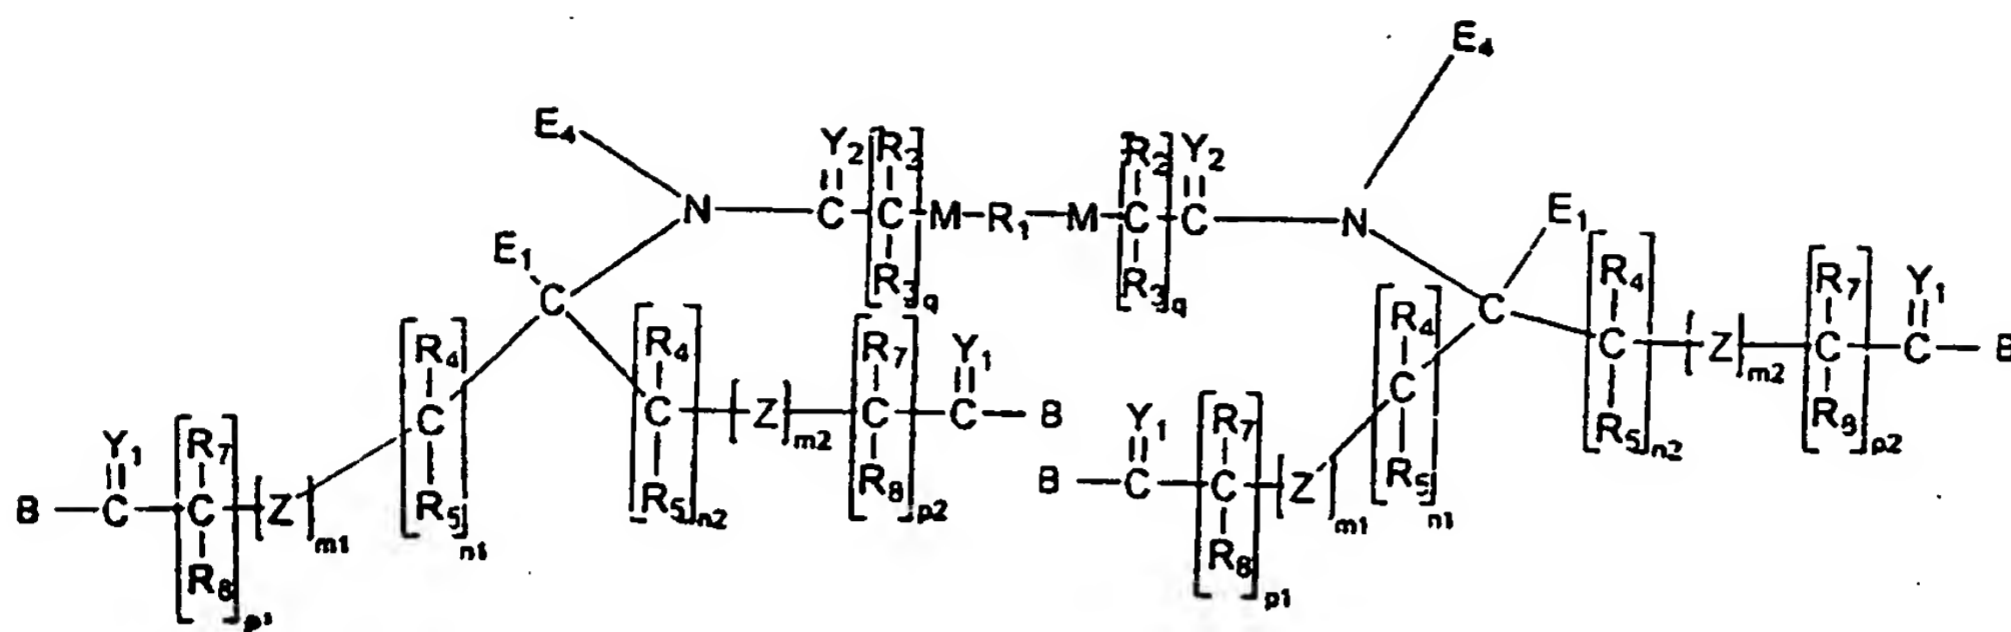 E4
E4
Y2 R2 R2 Y2
N C C M R1 M C C N E1
E1 R3 q R3 q R4 R7 Y1
C R4 R7 Y1 R4 C C [Z]m2 C C B
R4 C [Z]m2 C C B Y1 R7 C R5 n2 R8 p2
Y1 R7 C R5 n2 R8 p2 B C C [Z]m1 R5 n1
B C C [Z]m1 R5 n1 R8 p1
R8 p1